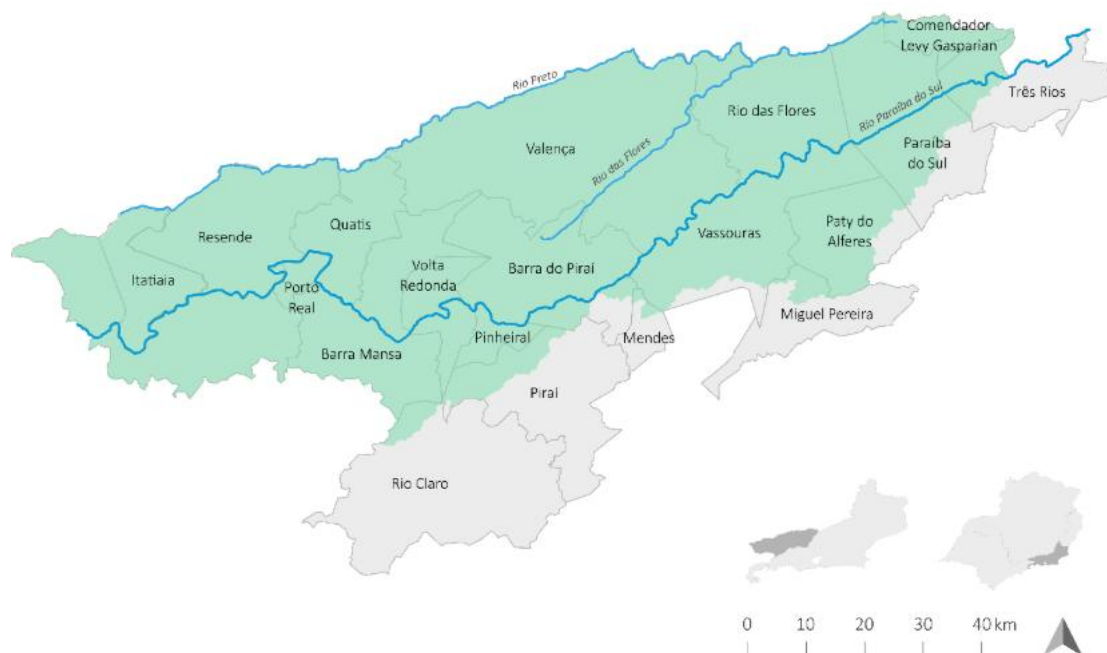 Comendador
Levy Gasparian
Rio Preto
Três Rios
Rio Paraíba do Sul
Rio das Flores
Valença
Rio das Flores
Paraíba
do Sul
Quatis
Resende
Vassouras
Paty do
Alferes
Itatiaia
Volta
Redonda
Barra do Piraí
Porto
Real
Miguel Pereira
Pinheiral
Mendes
Barra Mansa
Piraí
Rio Claro
0 10 20 30 40 km